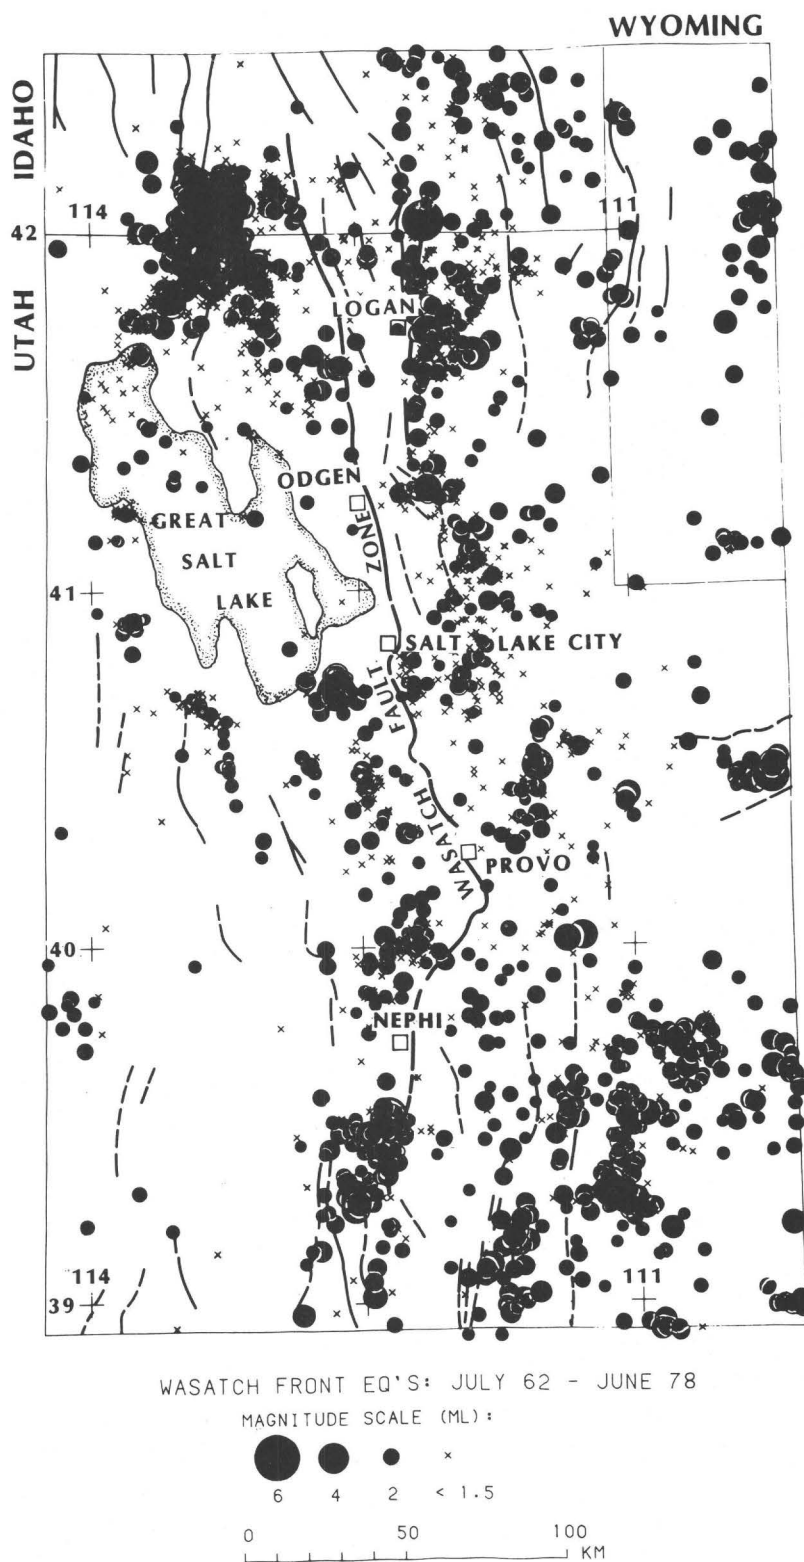 WYOMING
IDAHO
114
111
42
UTAH
LOGAN
ODGEN
GREAT
SALT
LAKE
ZONE
41
SALT LAKE CITY
FAULT
WASATCH
PROVO
40
NEPHI
114
111
39
WASATCH FRONT EQ'S: JULY 62 - JUNE 78
MAGNITUDE SCALE (ML):
6 4 2 < 1.5
0 50 100
KM